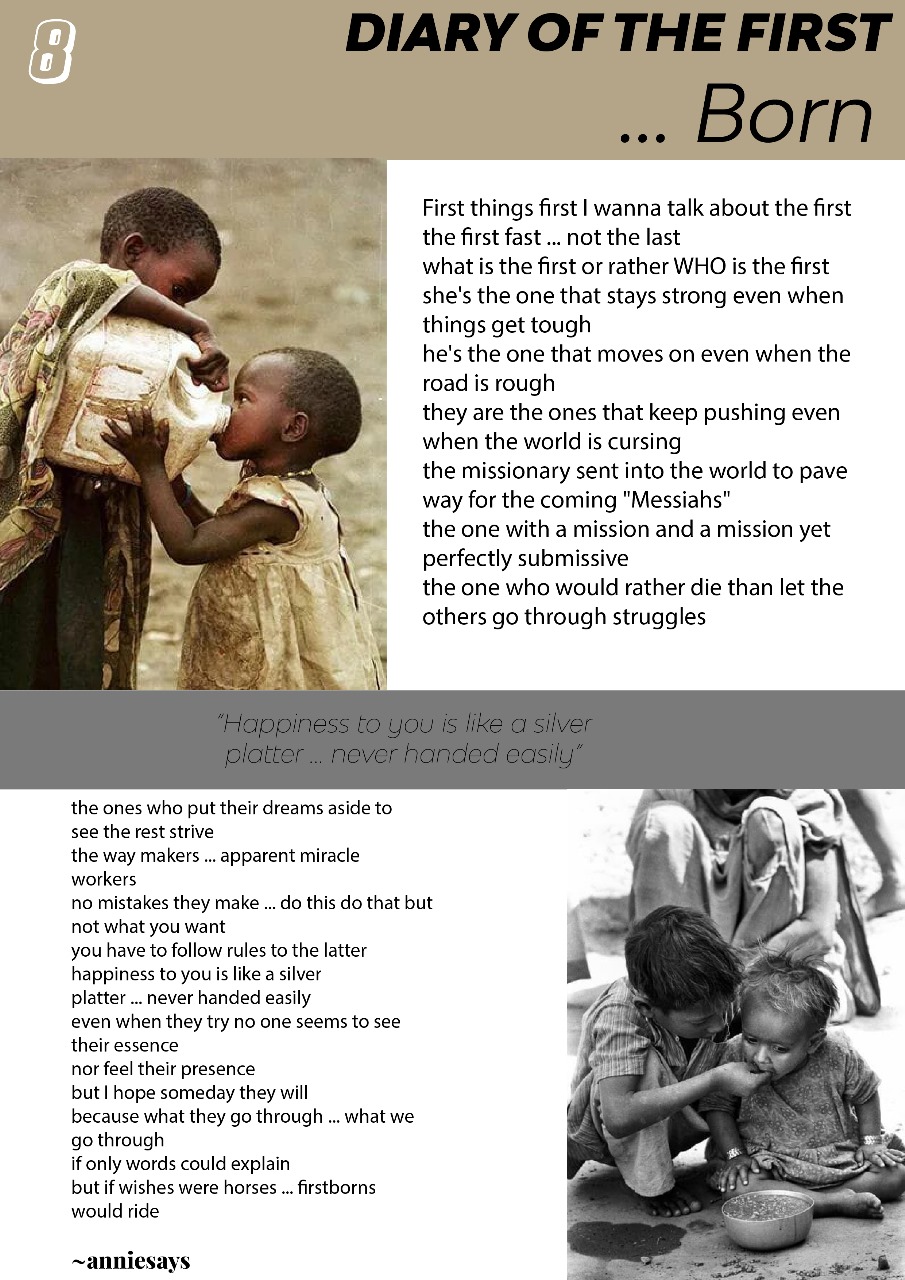 8
DIARY OF THE FIRST
... Born
First things first I wanna talk about the first
the first fast ... not the last
what is the first or rather WHO is the first
she's the one that stays strong even when
things get tough
he's the one that moves on even when the
road is rough
they are the ones that keep pushing even
when the world is cursing
the missionary sent into the world to pave
way for the coming "Messiahs"
the one with a mission and a mission yet
perfectly submissive
the one who would rather die than let the
others go through struggles
"Happiness to you is like a silver
platter ... never handed easily"
the ones who put their dreams aside to
see the rest strive
the way makers ... apparent miracle
workers
no mistakes they make ... do this do that but
not what you want
you have to follow rules to the latter
happiness to you is like a silver
platter ... never handed easily
even when they try no one seems to see
their essence
nor feel their presence
but I hope someday they will
because what they go through ... what we
go through
if only words could explain
but if wishes were horses ... firstborns
would ride
~anniesays